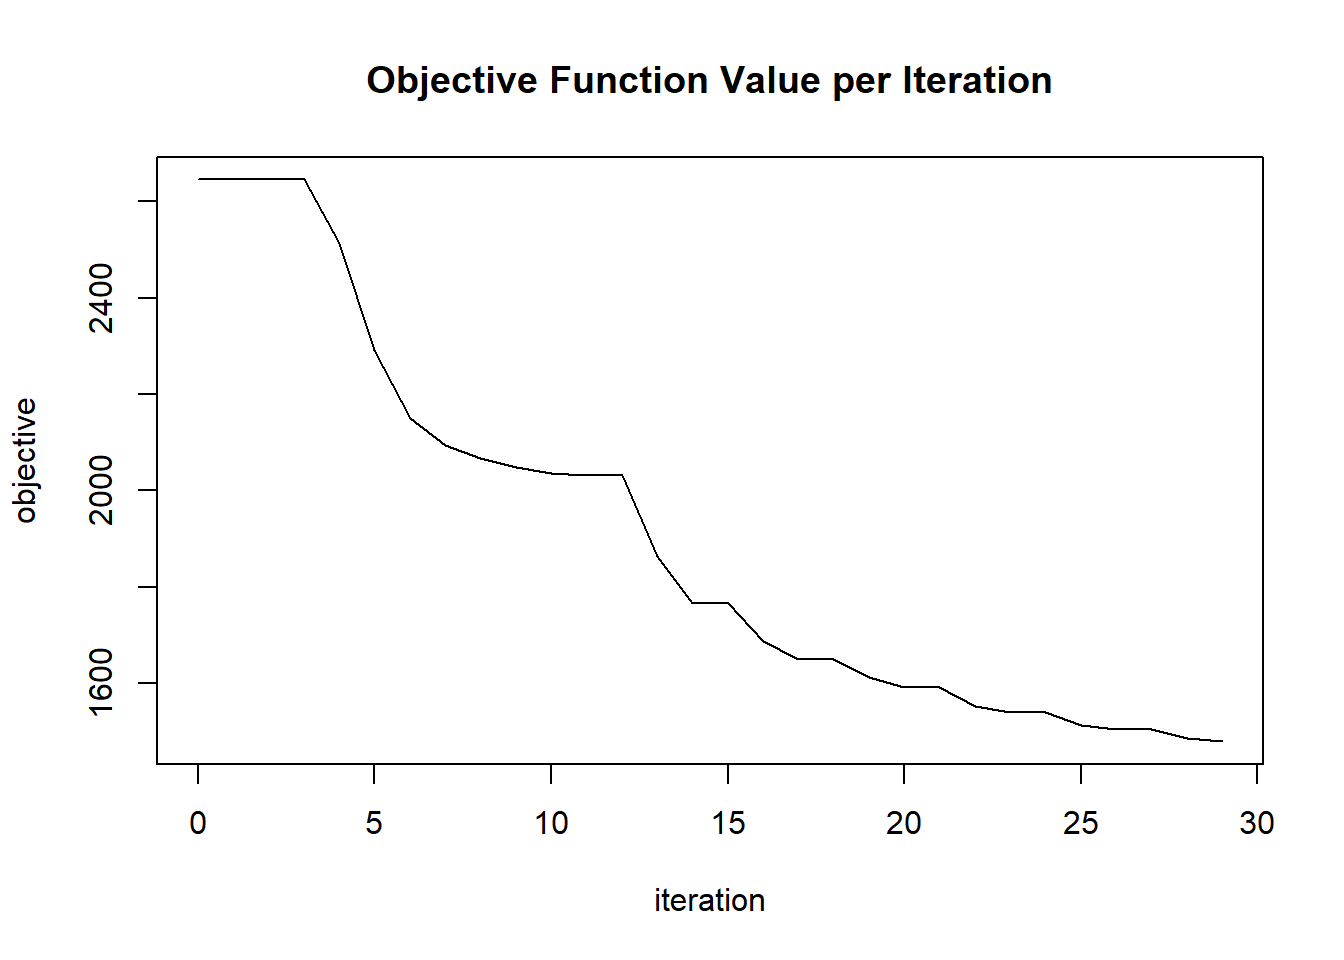 Objective Function Value per Iteration
objective
2400
2000
1600
0 5 10 15 20 25 30
iteration